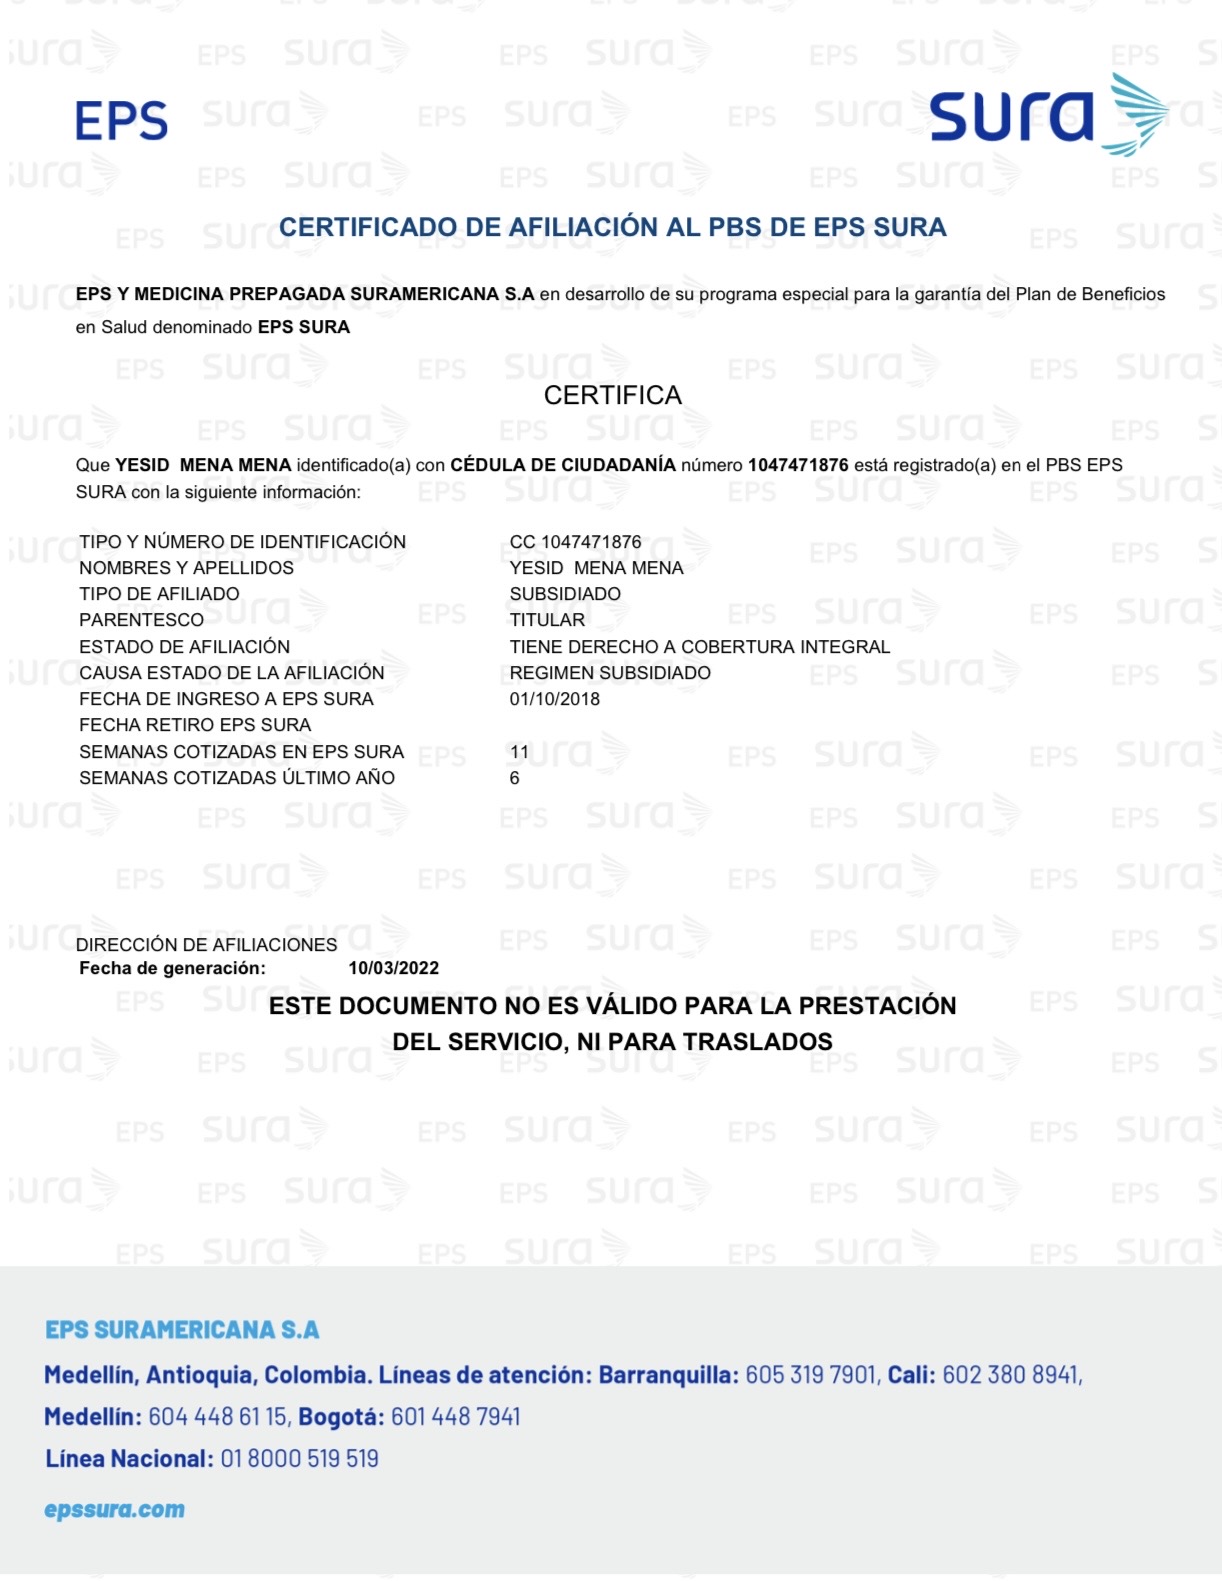 EPS
sura
CERTIFICADO DE AFILIACIÓN AL PBS DE EPS SURA
EPS Y MEDICINA PREPAGADA SURAMERICANA S.A en desarrollo de su programa especial para la garantía del Plan de Beneficios
en Salud denominado EPS SURA
CERTIFICA
Que YESID  MENA MENA identificado(a) con CÉDULA DE CIUDADANÍA número 1047471876 está registrado(a) en el PBS EPS
SURA con la siguiente información:
TIPO Y NÚMERO DE IDENTIFICACIÓN CC 1047471876
NOMBRES Y APELLIDOS YESID  MENA MENA
TIPO DE AFILIADO SUBSIDIADO
PARENTESCO TITULAR
ESTADO DE AFILIACIÓN TIENE DERECHO A COBERTURA INTEGRAL
CAUSA ESTADO DE LA AFILIACIÓN REGIMEN SUBSIDIADO
FECHA DE INGRESO A EPS SURA 01/10/2018
FECHA RETIRO EPS SURA
SEMANAS COTIZADAS EN EPS SURA 11
SEMANAS COTIZADAS ÚLTIMO AÑO 6
DIRECCIÓN DE AFILIACIONES
Fecha de generación: 10/03/2022
ESTE DOCUMENTO NO ES VÁLIDO PARA LA PRESTACIÓN
DEL SERVICIO, NI PARA TRASLADOS
EPS SURAMERICANA S.A
Medellín, Antioquia, Colombia. Líneas de atención: Barranquilla: 605 319 7901, Cali: 602 380 8941,
Medellín: 604 448 61 15, Bogotá: 601 448 7941
Línea Nacional: 01 8000 519 519
epssura.com